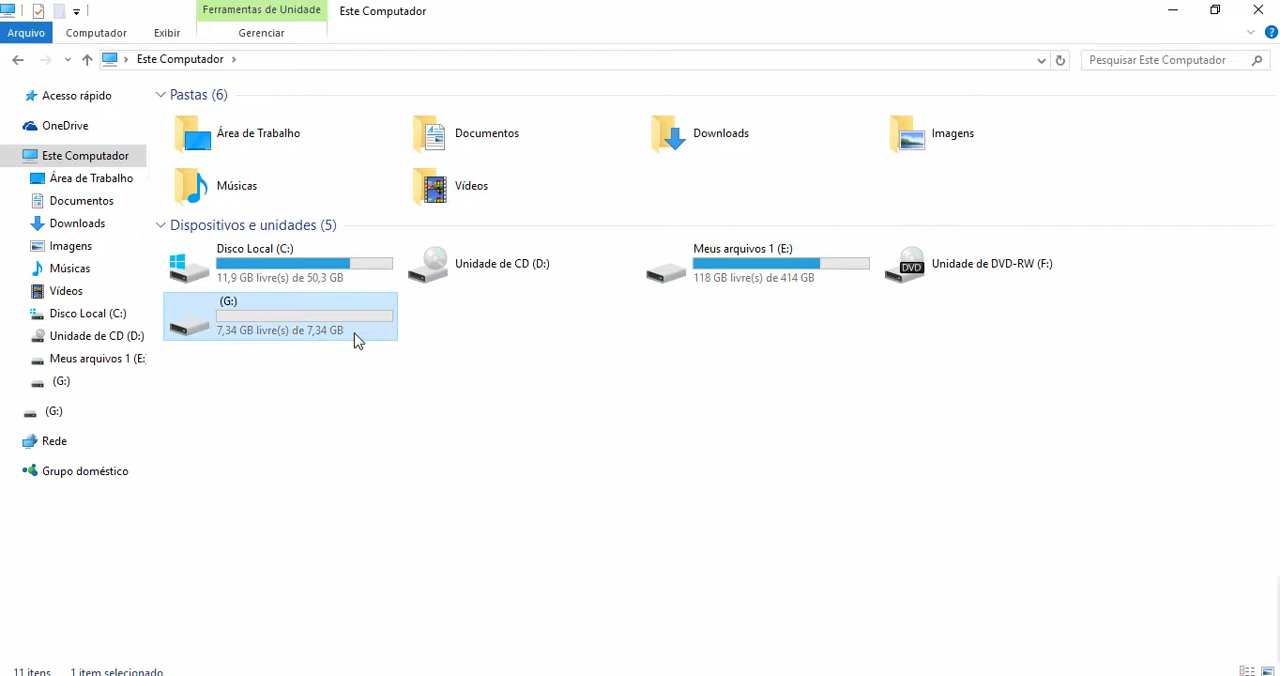 Ferramentas de Unidade
Este Computador
Arquivo
Computador
Exibir
Gerenciar
Este Computador
Pesquisar Este Computador
Acesso rápido
OneDrive
Este Computador
Área de Trabalho
Documentos
Downloads
Imagens
Músicas
Vídeos
Disco Local (C:)
Unidade de CD (D:)
Meus arquivos 1 (E:
(G:)
(G:)
Rede
Grupo doméstico
Pastas (6)
Área de Trabalho
Documentos
Downloads
Imagens
Músicas
Vídeos
Dispositivos e unidades (5)
Disco Local (C:)
11,9 GB livre(s) de 50,3 GB
Unidade de CD (D:)
Meus arquivos 1 (E:)
118 GB livre(s) de 414 GB
DVD
Unidade de DVD-RW (F:)
(G:)
7,34 GB livre(s) de 7,34 GB
11 itens
1 item selecionado